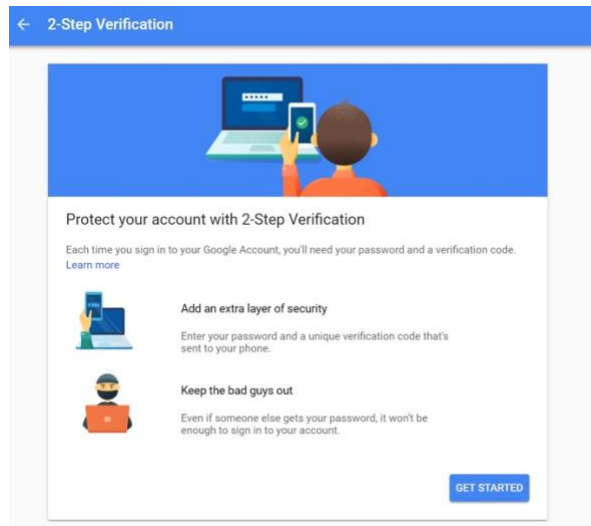 2-Step Verification
Protect your account with 2-Step Verification
Each time you sign in to your Google Account, you'll need your password and a verification code.
Learn more
Add an extra layer of security
Enter your password and a unique verification code that's
sent to your phone.
Keep the bad guys out
Even if someone else gets your password, it won't be
enough to sign in to your account.
GET STARTED